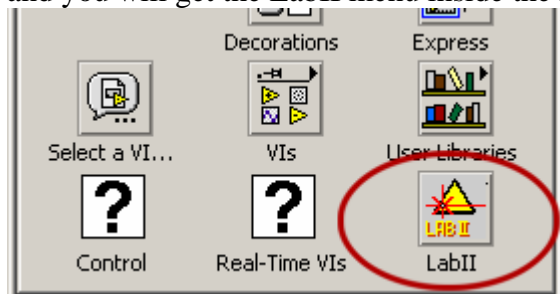 and you will get the LabII menu inside the
Decorations Express
Select a VI... VIs User Libraries
? ?
LAB II
Control Real-Time VIs LabII